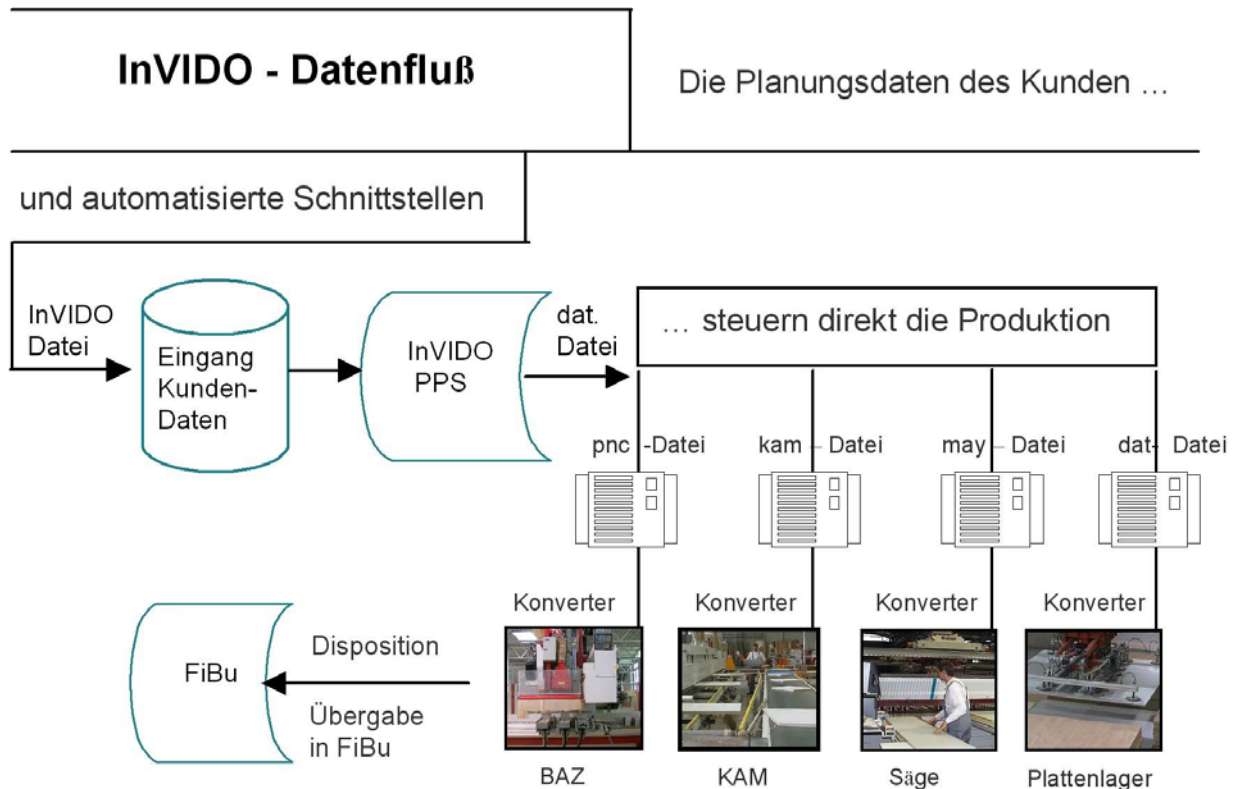 InVIDO - Datenfluß
Die Planungsdaten des Kunden ...
und automatisierte Schnittstellen
InVIDO
Datei
Eingang
Kunden-
Daten
InVIDO
PPS
dat.
Datei
... steuern direkt die Produktion
pnc -Datei
kam – Datei
may – Datei
dat- Datei
Konverter
Konverter
Konverter
Konverter
FiBu
Disposition
Übergabe
in FiBu
BAZ
KAM
Säge
Plattenlager